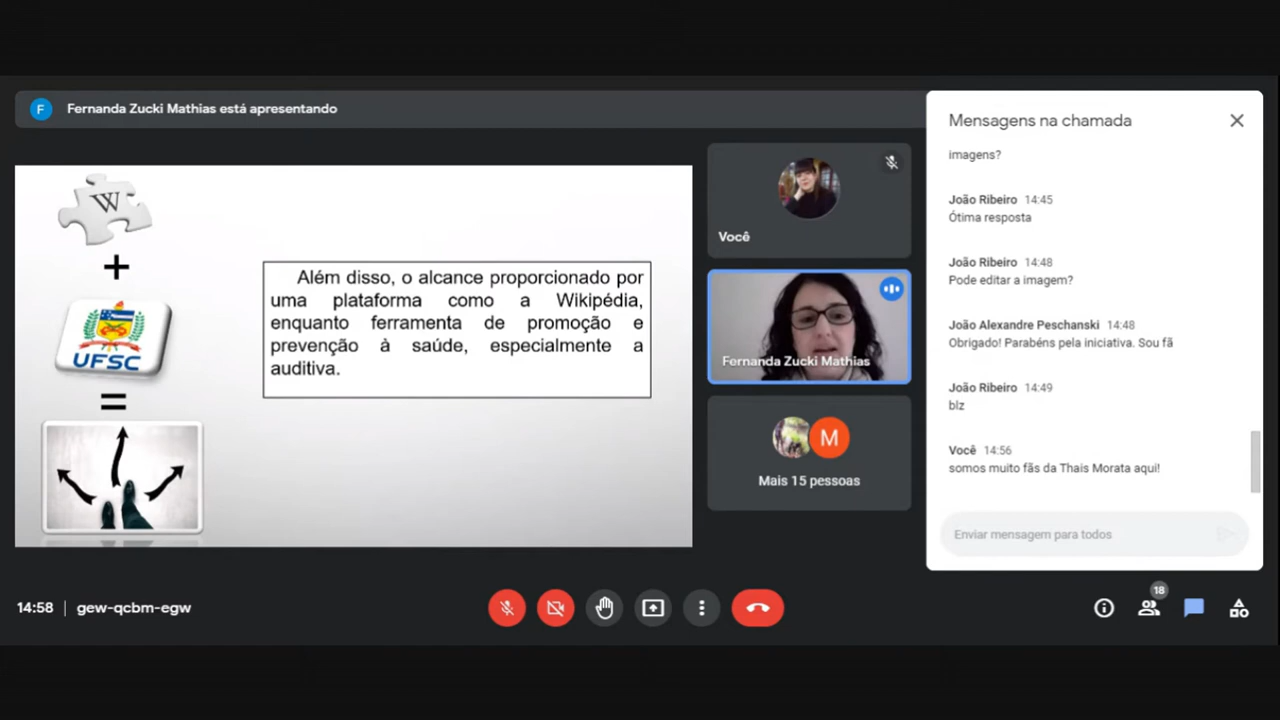 F
Fernanda Zucki Mathias está apresentando
W
+
UFSC
=
Além disso, o alcance proporcionado por
uma plataforma como a Wikipédia,
enquanto ferramenta de promoção e
prevenção à saúde, especialmente a
auditiva.
Você
Fernanda Zucki Mathias
M
Mais 15 pessoas
Mensagens na chamada
imagens?
João Ribeiro 14:45
Ótima resposta
João Ribeiro 14:48
Pode editar a imagem?
João Alexandre Peschanski 14:48
Obrigado! Parabéns pela iniciativa. Sou fã
João Ribeiro 14:49
blz
Você 14:56
somos muito fãs da Thais Morata aqui!
Enviar mensagem para todos
14:58 | gew-qcbm-egw
18